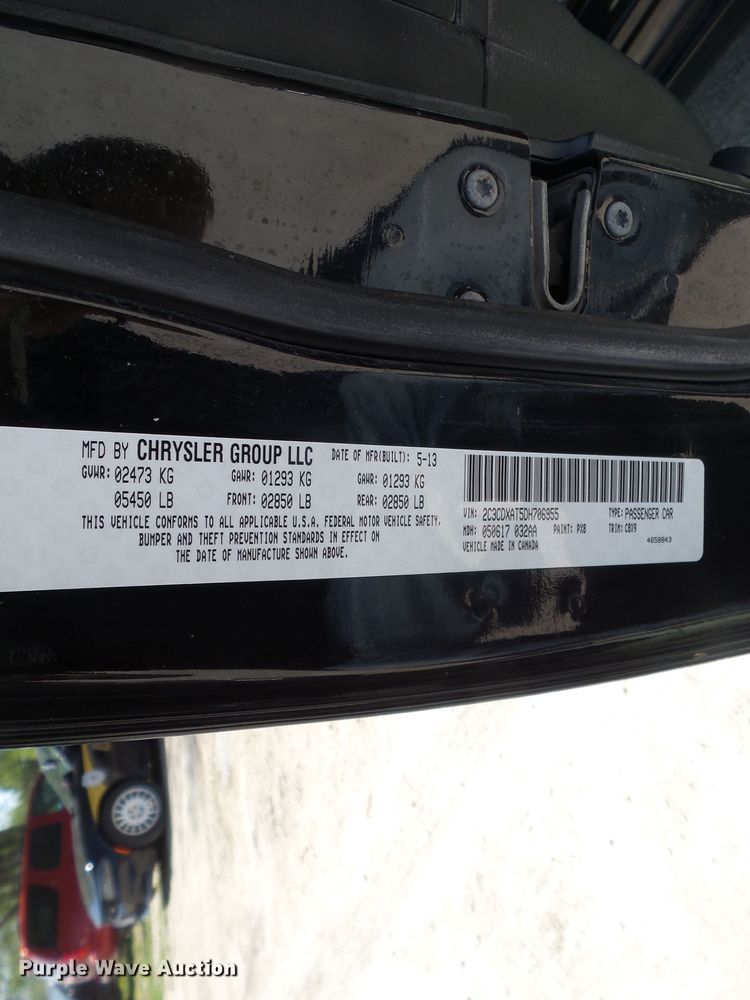 MFD BY CHRYSLER GROUP LLC DATE OF MFR(BUILT): 5-13
GVWR: 02473 KG GAWR: 01293 KG GAWR: 01293 KG
05450 LB FRONT: 02850 LB REAR: 02850 LB
THIS VEHICLE CONFORMS TO ALL APPLICABLE U.S.A. FEDERAL MOTOR VEHICLE SAFETY,
BUMPER AND THEFT PREVENTION STANDARDS IN EFFECT ON
THE DATE OF MANUFACTURE SHOWN ABOVE.
VIN: 2C3CDXAT5DH706955 TYPE: PASSENGER CAR
MDH: 050617 032AA PAINT: PX8 TRIM: CBX9
VEHICLE MADE IN CANADA 4658843
Purple Wave Auction